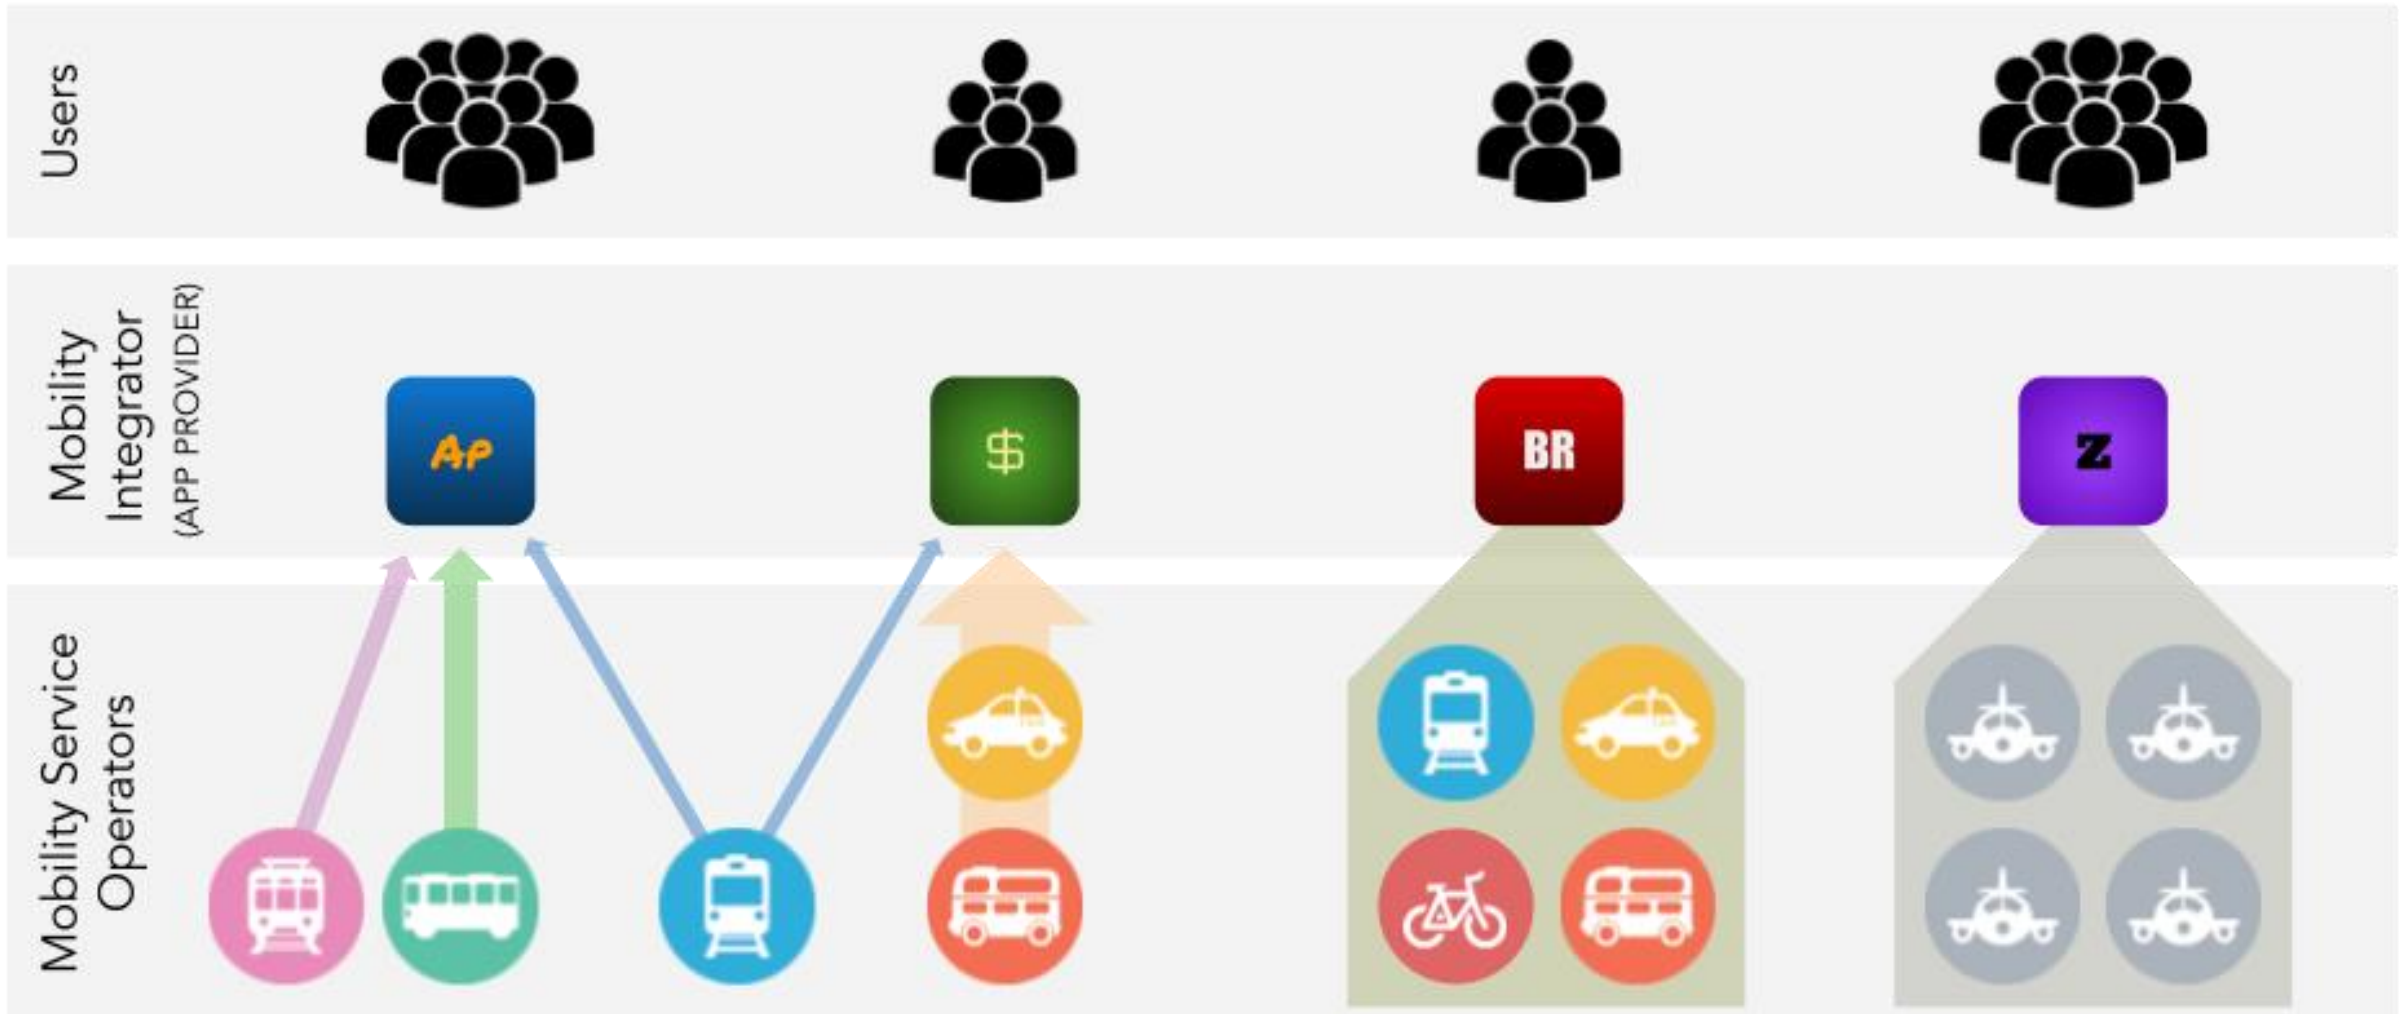 Users
Mobility
Integrator
(APP PROVIDER)
AP
$
BR
Z
Mobility Service
Operators